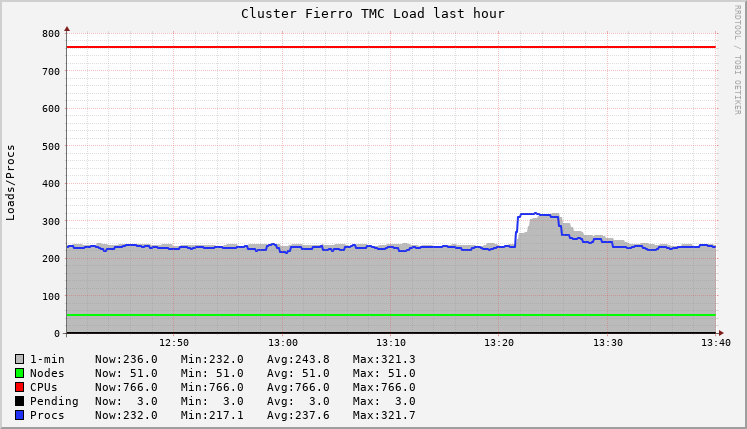 Cluster Fierro TMC Load last hour
RRDTOOL / TOBI OETIKER
Loads/Procs
800
700
600
500
400
300
200
100
0
12:50 13:00 13:10 13:20 13:30 13:40
1-min Now:236.0 Min:232.0 Avg:243.8 Max:321.3
Nodes Now: 51.0 Min: 51.0 Avg: 51.0 Max: 51.0
CPUs Now:766.0 Min:766.0 Avg:766.0 Max:766.0
Pending Now: 3.0 Min: 3.0 Avg: 3.0 Max: 3.0
Procs Now:232.0 Min:217.1 Avg:237.6 Max:321.7